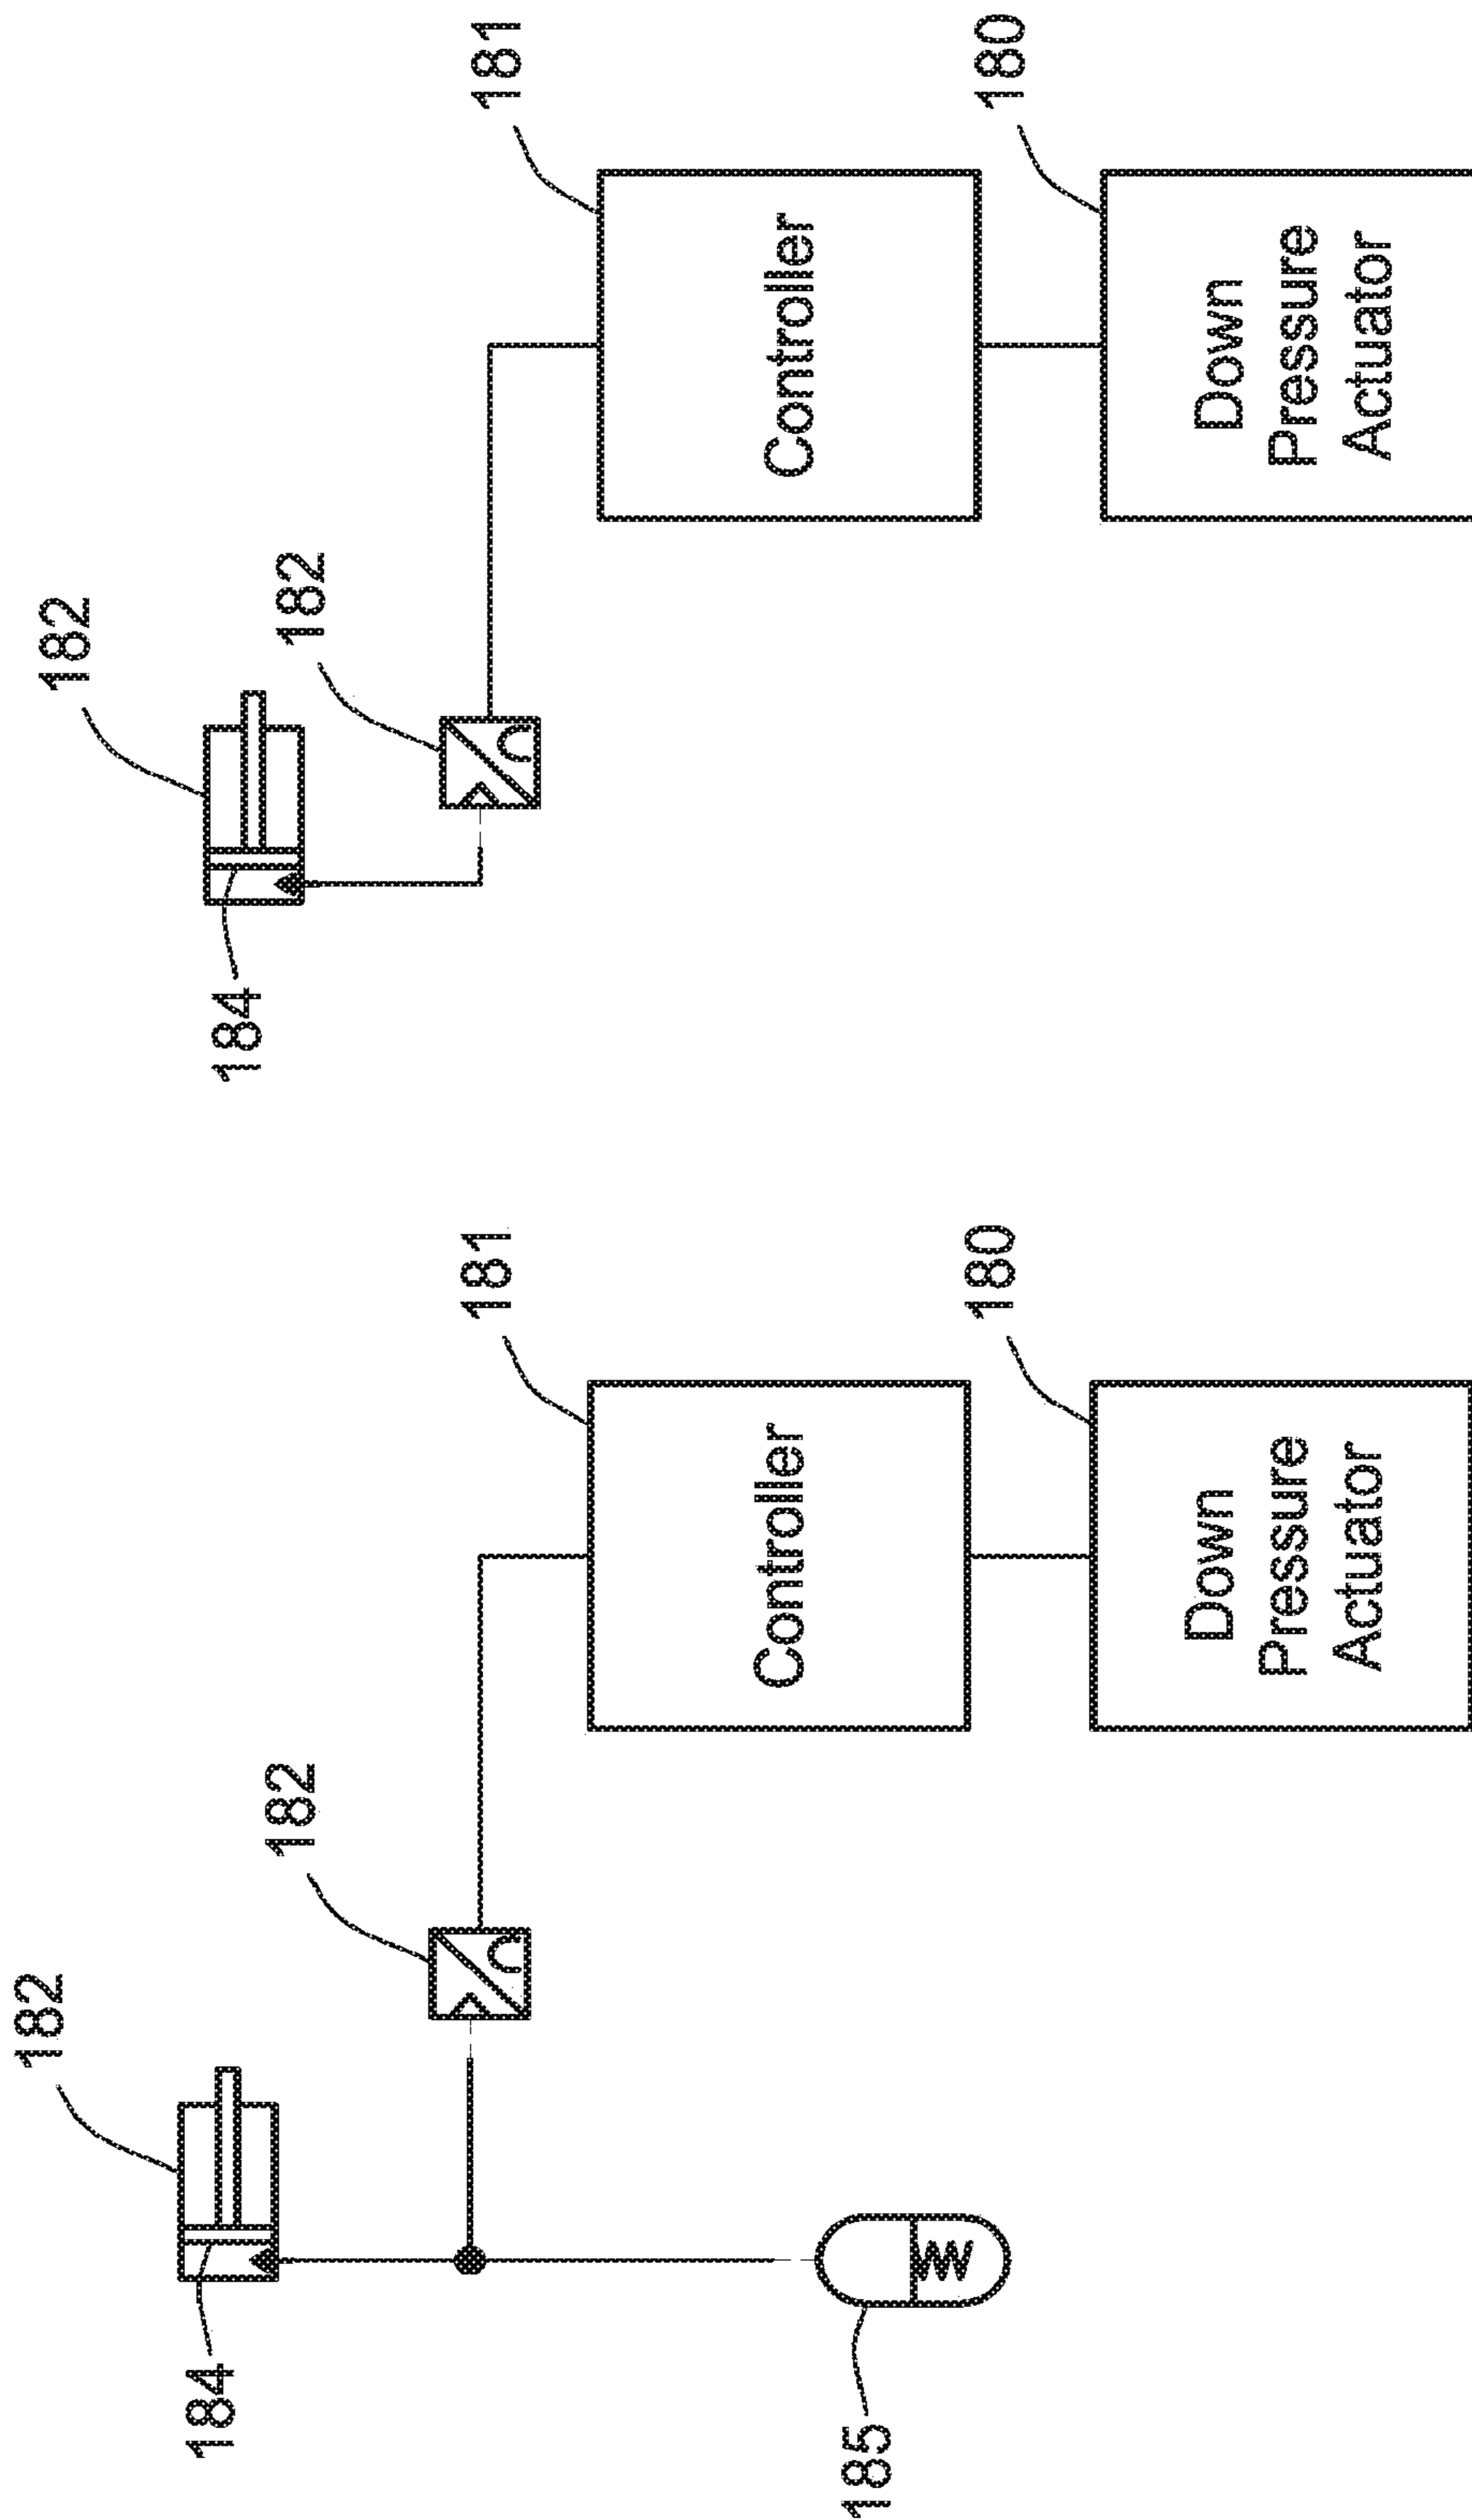 182
184
182
181
Controller
185
180
Down
Pressure
Actuator
182
184
182
181
Controller
180
Down
Pressure
Actuator